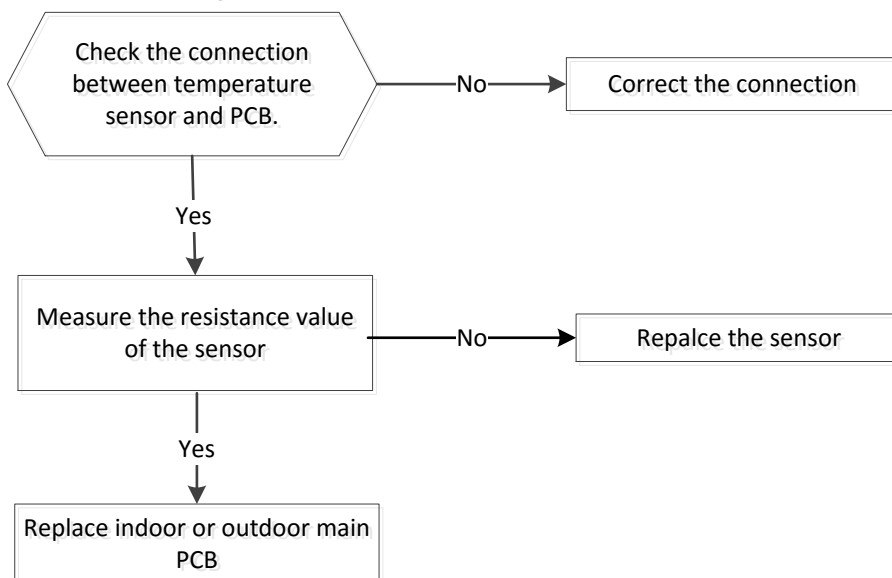 Check the connection
between temperature
sensor and PCB.
No
Correct the connection
Yes
Measure the resistance value
of the sensor
No
Repalce the sensor
Yes
Replace indoor or outdoor main
PCB